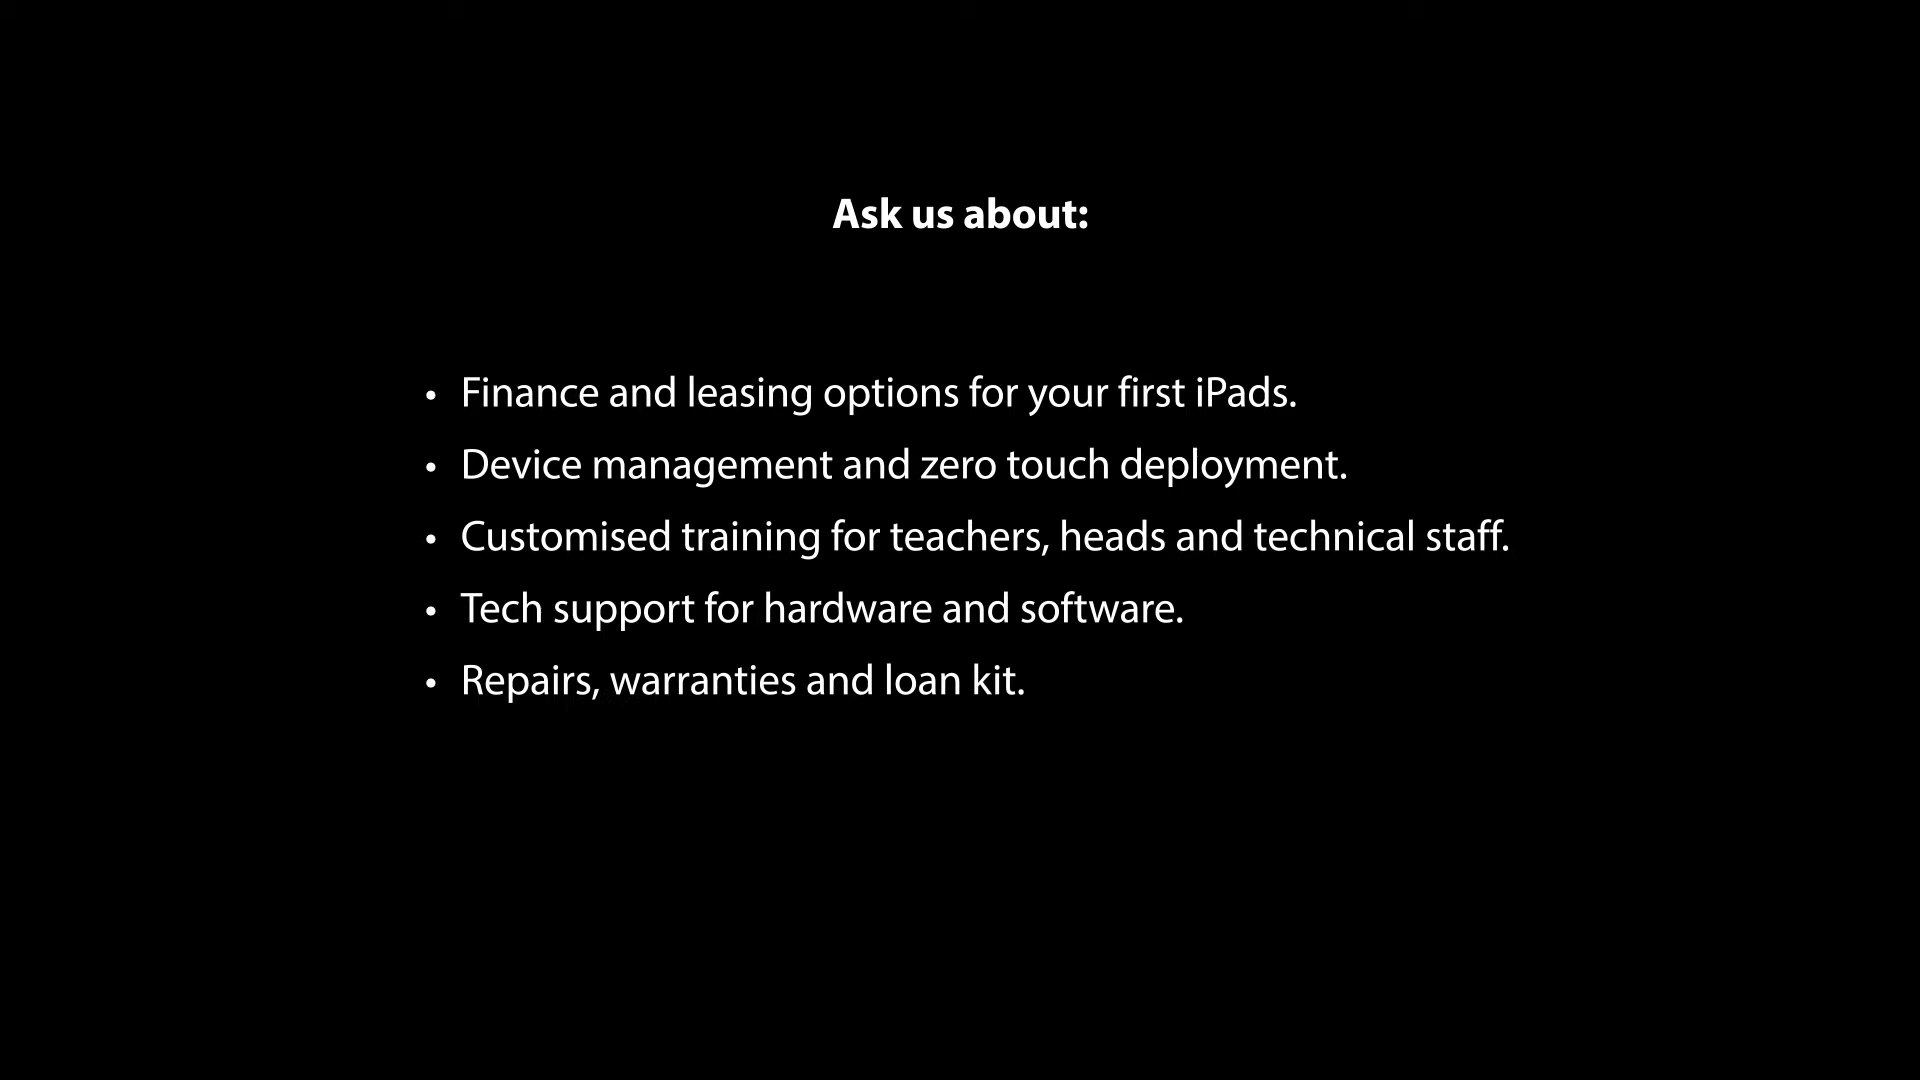 Ask us about:
• Finance and leasing options for your first iPads.
• Device management and zero touch deployment.
• Customised training for teachers, heads and technical staff.
• Tech support for hardware and software.
• Repairs, warranties and loan kit.